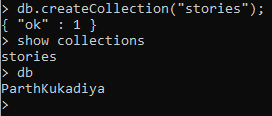 > db.createCollection("stories");
{ "ok" : 1 }
> show collections
stories
> db
ParthKukadiya
>